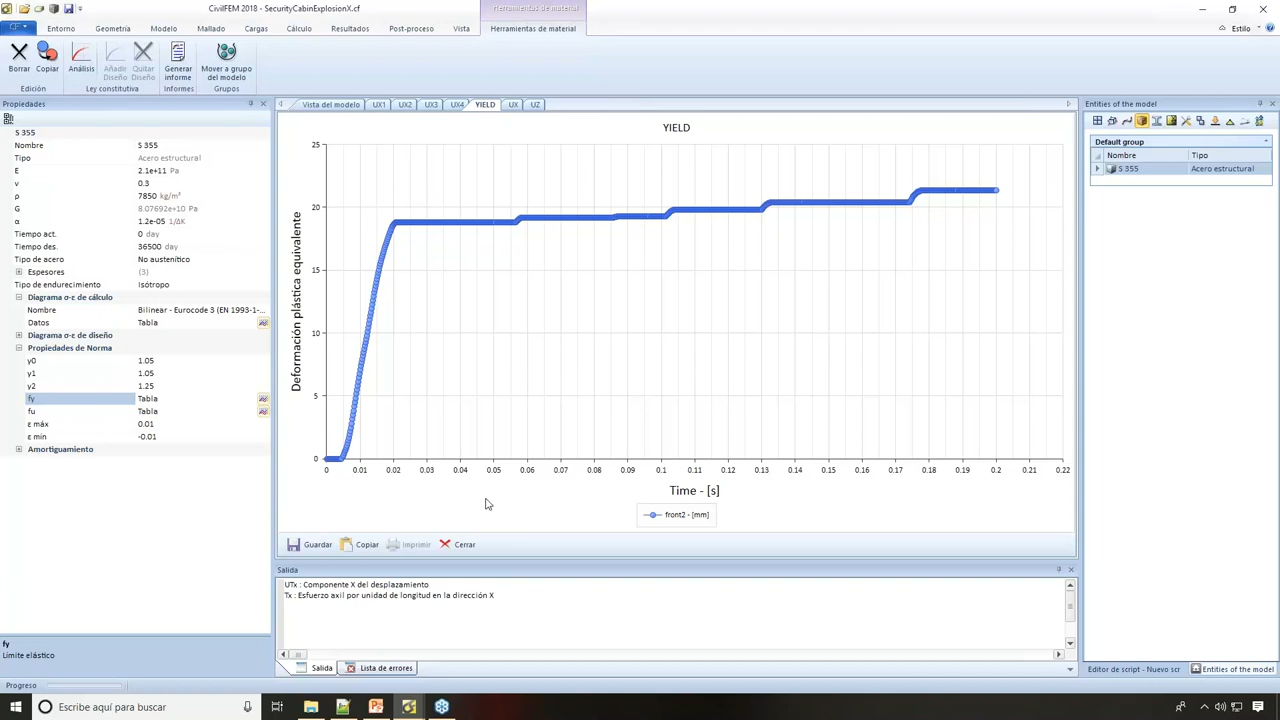 CivilFEM 2018 - SecurityCabinExplosionX.cf
Herramientas de material
CF
Entorno
Geometría
Modelo
Mallado
Cargas
Cálculo
Resultados
Post-proceso
Vista
Herramientas de material
Estilo
Borrar
Copiar
Análisis
Añadir Diseño
Quitar Diseño
Generar informe
Mover a grupo del modelo
Edición
Ley constitutiva
Informes
Grupos
Propiedades
S 355
Nombre S 355
Tipo Acero estructural
E 2.1e+11 Pa
ν 0.3
ρ 7850 kg/m³
G 8.07692e+10 Pa
α 1.2e-05 1/ΔK
Tiempo act. 0 day
Tiempo des. 36500 day
Tipo de acero No austenítico
Espesores (3)
Tipo de endurecimiento Isótropo
Diagrama σ-ε de cálculo
Nombre Bilinear - Eurocode 3 (EN 1993-1-...
Datos Tabla
Diagrama σ-ε de diseño
Propiedades de Norma
γ0 1.05
γ1 1.05
γ2 1.25
fy Tabla
fu Tabla
ε máx 0.01
ε mín -0.01
Amortiguamiento
fy
Límite elástico
Vista del modelo
UX1
UX2
UX3
UX4
YIELD
UX
UZ
YIELD
Deformación plástica equivalente
25
20
15
10
5
0
0 0.01 0.02 0.03 0.04 0.05 0.06 0.07 0.08 0.09 0.1 0.11 0.12 0.13 0.14 0.15 0.16 0.17 0.18 0.19 0.2 0.21 0.22
Time - [s]
front2 - [mm]
Guardar
Copiar
Imprimir
Cerrar
Salida
UTx : Componente X del desplazamiento
Tx : Esfuerzo axil por unidad de longitud en la dirección X
Salida
Lista de errores
Entities of the model
Default group
Nombre Tipo
S 355 Acero estructural
Editor de script - Nuevo scr
Entities of the model
Progreso
Escribe aquí para buscar